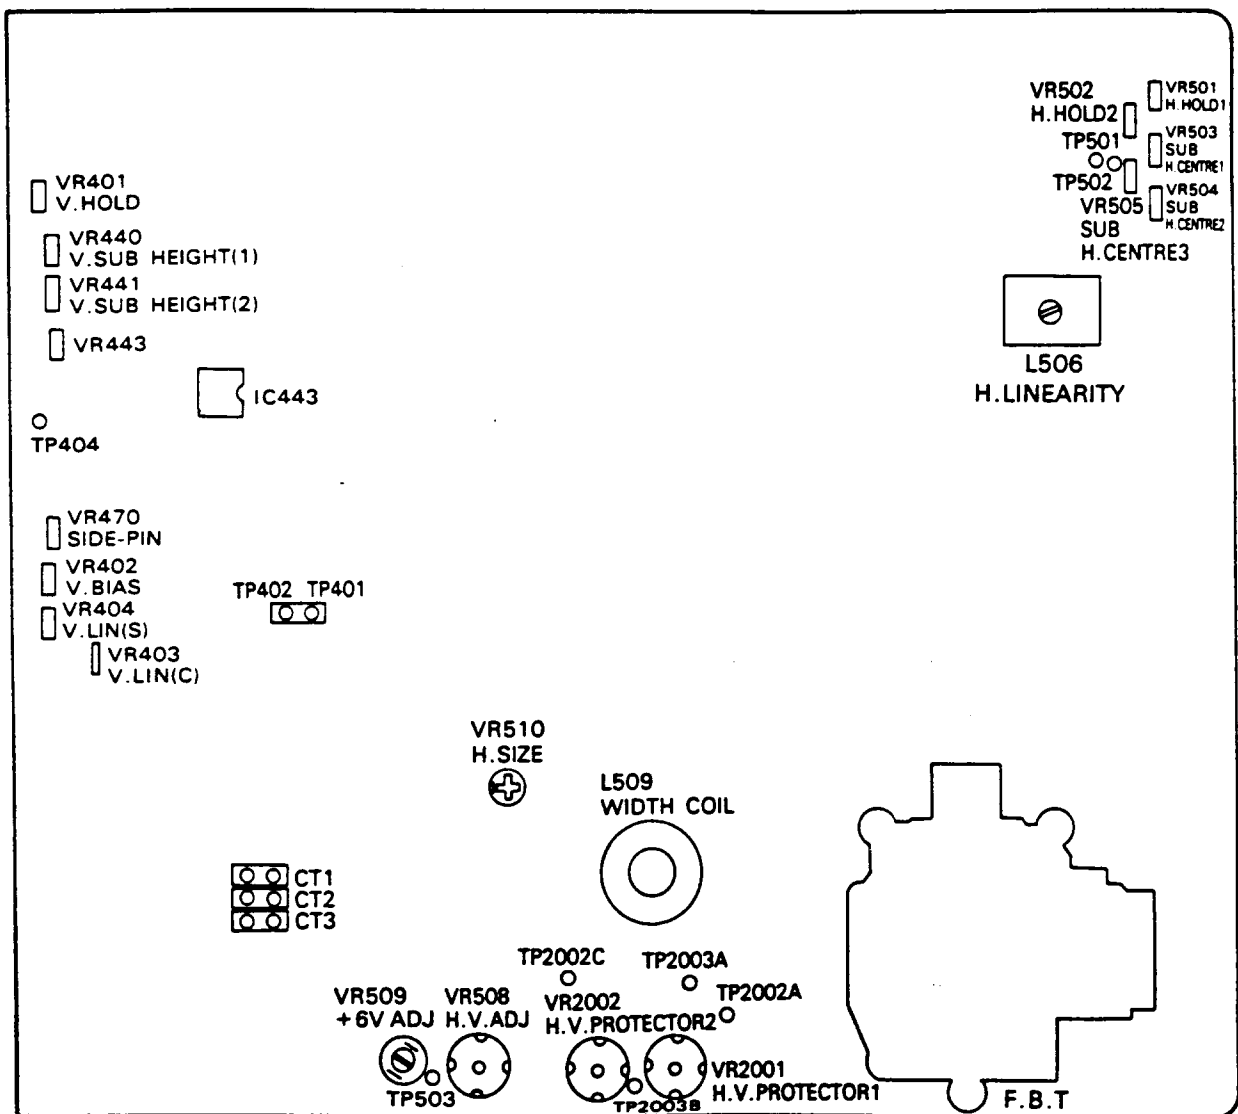 VR502
H.HOLD2
VR501
H.HOLD1
TP501
VR503
SUB
H.CENTRE1
TP502
VR504
SUB
H.CENTRE2
VR505
SUB
H.CENTRE3
VR401
V.HOLD
VR440
V.SUB HEIGHT(1)
VR441
V.SUB HEIGHT(2)
VR443
IC443
L506
H.LINEARITY
TP404
VR470
SIDE-PIN
VR402
V.BIAS
VR404
V.LIN(S)
VR403
V.LIN(C)
TP402 TP401
VR510
H.SIZE
L509
WIDTH COIL
CT1
CT2
CT3
TP2002C
TP2003A
TP2002A
VR509
+6V ADJ
VR508
H.V.ADJ
VR2002
H.V.PROTECTOR2
VR2001
H.V.PROTECTOR1
TP503
TP2003B
F.B.T